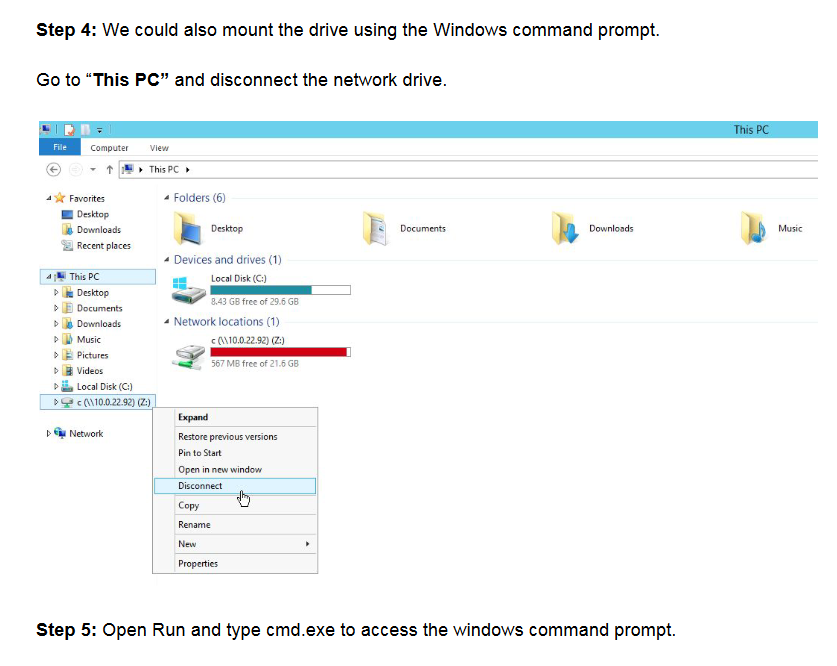 Step 4: We could also mount the drive using the Windows command prompt.
Go to “This PC” and disconnect the network drive.
This PC
File Computer View
This PC
Favorites
Desktop
Downloads
Recent places
This PC
Desktop
Documents
Downloads
Music
Pictures
Videos
Local Disk (C:)
c (\\10.0.22.92) (Z:)
Network
Folders (6)
Desktop Documents Downloads Music
Devices and drives (1)
Local Disk (C:)
8.43 GB free of 29.6 GB
Network locations (1)
c (\\10.0.22.92) (Z:)
567 MB free of 21.6 GB
Expand
Restore previous versions
Pin to Start
Open in new window
Disconnect
Copy
Rename
New
Properties
Step 5: Open Run and type cmd.exe to access the windows command prompt.